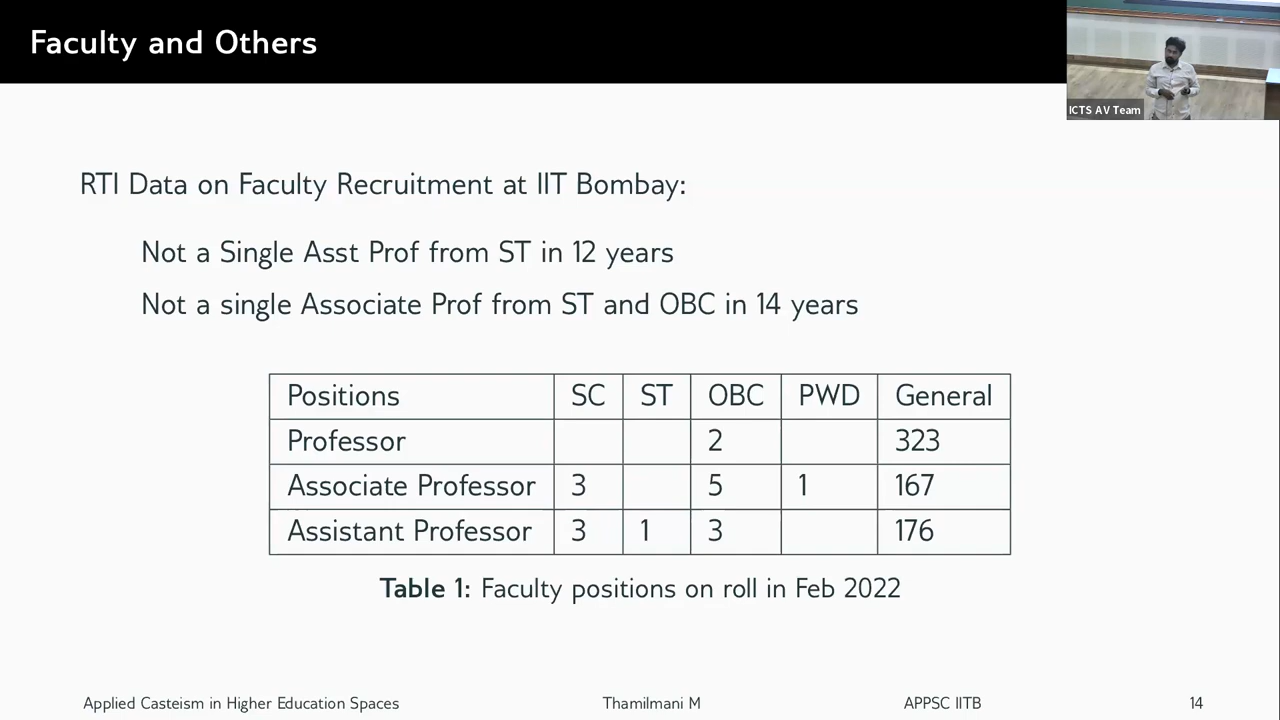 Faculty and Others
ICTS AV Team
RTI Data on Faculty Recruitment at IIT Bombay:
Not a Single Asst Prof from ST in 12 years
Not a single Associate Prof from ST and OBC in 14 years
Positions SC ST OBC PWD General
Professor 2 323
Associate Professor 3 5 1 167
Assistant Professor 3 1 3 176
Table 1: Faculty positions on roll in Feb 2022
Applied Casteism in Higher Education Spaces Thamilmani M APPSC IITB 14